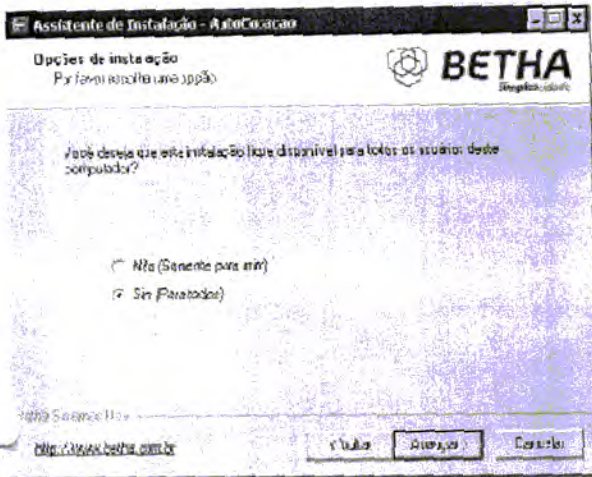 Assistente de Instalação - AutoCotacao
Opções de instalação
Por favor escolha uma opção
BETHA
Você deseja que esta instalação fique disponível para todos os usuários deste
computador?
Não (Somente para mim)
Sim (Para todos)
http://www.betha.com.br
< Voltar
Avançar >
Cancelar